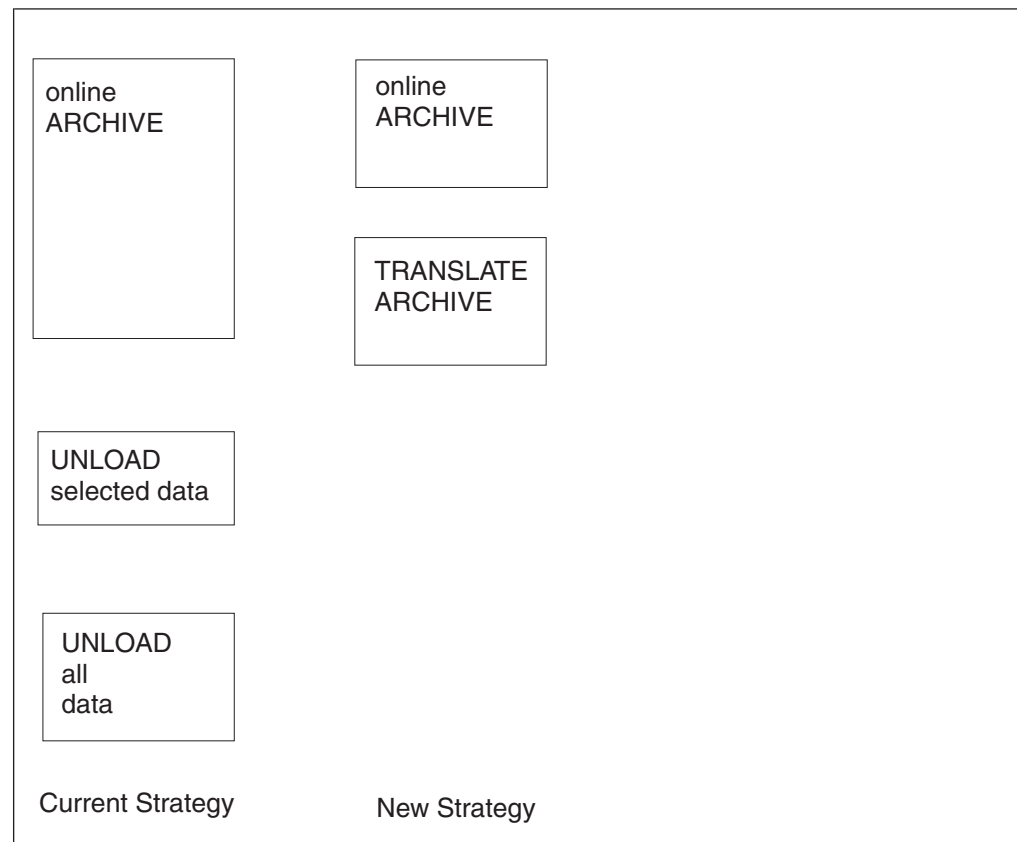 online
ARCHIVE
UNLOAD
selected data
UNLOAD
all
data
Current Strategy
online
ARCHIVE
TRANSLATE
ARCHIVE
New Strategy